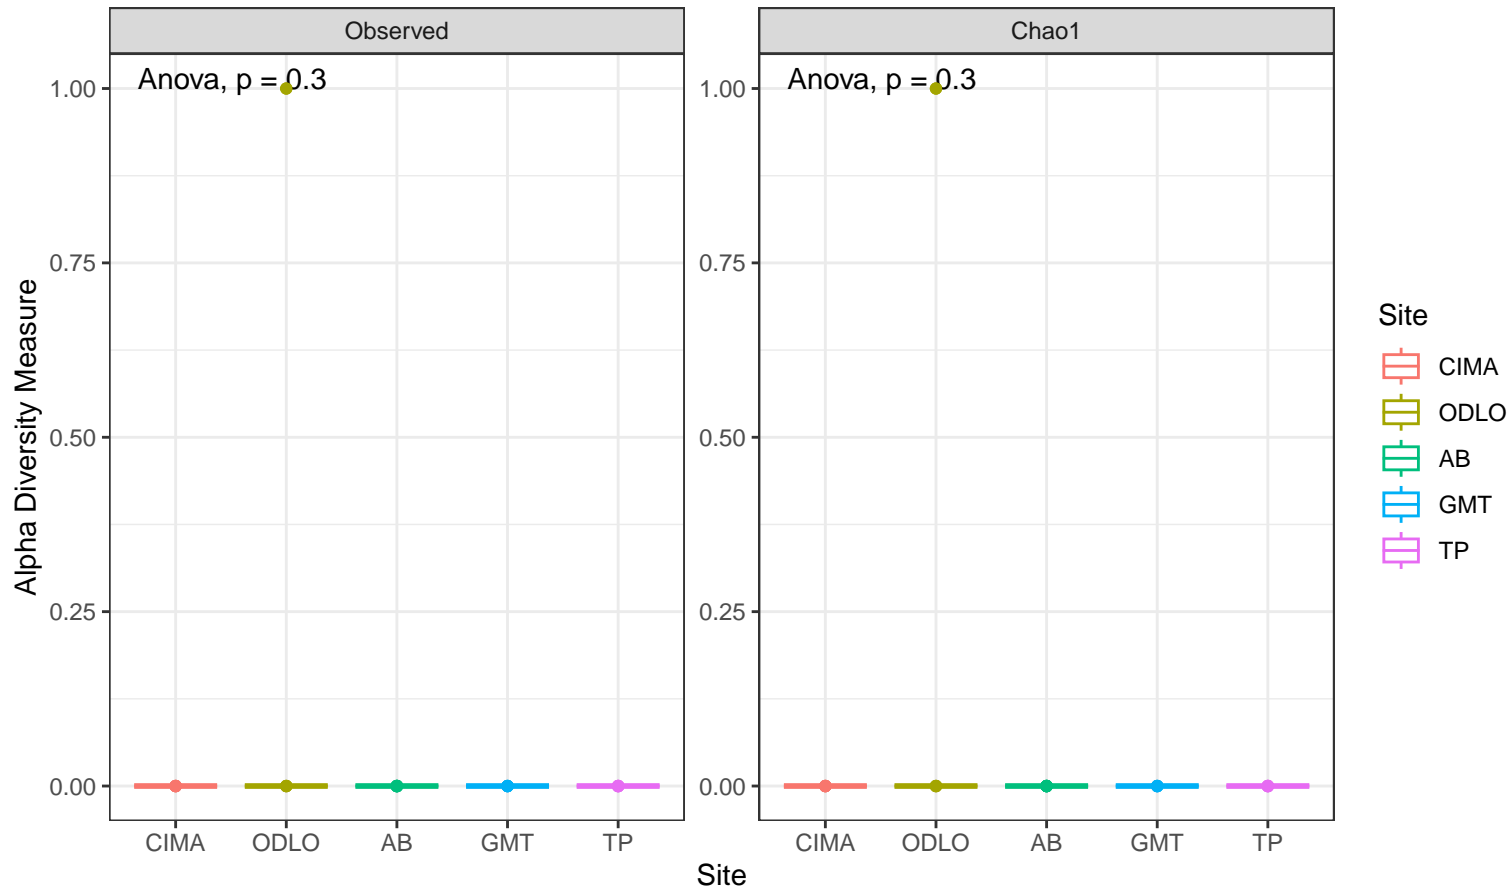 Observed
Chao1
Anova, p = 0.3
Anova, p = 0.3
1.00
0.75
0.50
0.25
0.00
1.00
0.75
0.50
0.25
0.00
Alpha Diversity Measure
CIMA ODLO AB GMT TP
CIMA ODLO AB GMT TP
Site
Site
CIMA
ODLO
AB
GMT
TP